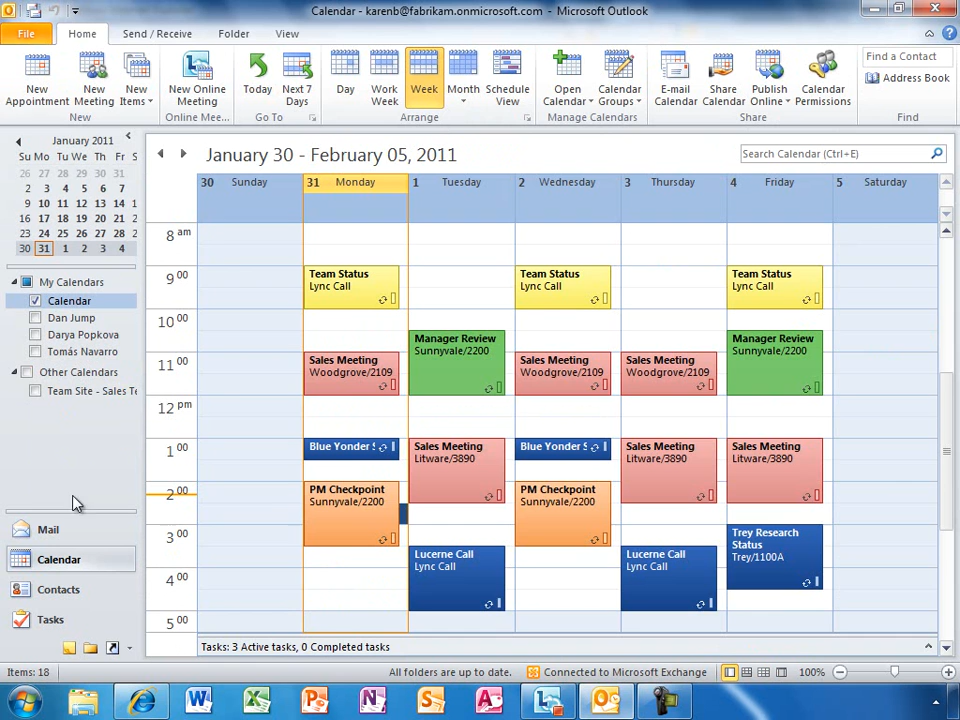 Calendar - karenb@fabrikam.onmicrosoft.com - Microsoft Outlook
File Home Send / Receive Folder View
New Appointment
New Meeting
New Items
New Online Meeting
Today
Next 7 Days
Day
Work Week
Week
Month
Schedule View
Open Calendar
Calendar Groups
E-mail Calendar
Share Calendar
Publish Online
Calendar Permissions
Find a Contact
Address Book
New Online Mee... Go To Arrange Manage Calendars Share Find
January 2011
Su Mo Tu We Th Fr S
26 27 28 29 30 31
2 3 4 5 6 7
9 10 11 12 13 14
16 17 18 19 20 21
23 24 25 26 27 28
30 31 1 2 3 4
My Calendars
Calendar
Dan Jump
Darya Popkova
Tomás Navarro
Other Calendars
Team Site - Sales Te
Mail
Calendar
Contacts
Tasks
January 30 - February 05, 2011
Search Calendar (Ctrl+E)
30 Sunday 31 Monday 1 Tuesday 2 Wednesday 3 Thursday 4 Friday 5 Saturday
8 am
9 00
Team Status
Lync Call
Team Status
Lync Call
Team Status
Lync Call
10 00
Manager Review
Sunnyvale/2200
Manager Review
Sunnyvale/2200
11 00
Sales Meeting
Woodgrove/2109
Sales Meeting
Woodgrove/2109
Sales Meeting
Woodgrove/2109
12 pm
1 00
Blue Yonder S
Sales Meeting
Litware/3890
Blue Yonder S
Sales Meeting
Litware/3890
Sales Meeting
Litware/3890
2 00
PM Checkpoint
Sunnyvale/2200
PM Checkpoint
Sunnyvale/2200
3 00
Trey Research
Status
Trey/1100A
Lucerne Call
Lync Call
Lucerne Call
Lync Call
4 00
5 00
Tasks: 3 Active tasks, 0 Completed tasks
Items: 18 All folders are up to date. Connected to Microsoft Exchange 100%